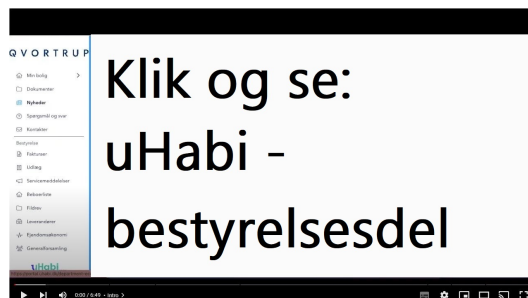 QVORTRUP
Min bolig
Dokumenter
Nyheder
Spørgsmål og svar
Kontakter
Bestyrelse
Fakturaer
Udlæg
Servicemeddelelser
Beboerliste
Fildrev
Leverandører
Ejendomsøkonomi
Generalforsamling
uHabi
Klik og se:
uHabi -
bestyrelsesdel
0:00 / 6:49 • Intro >